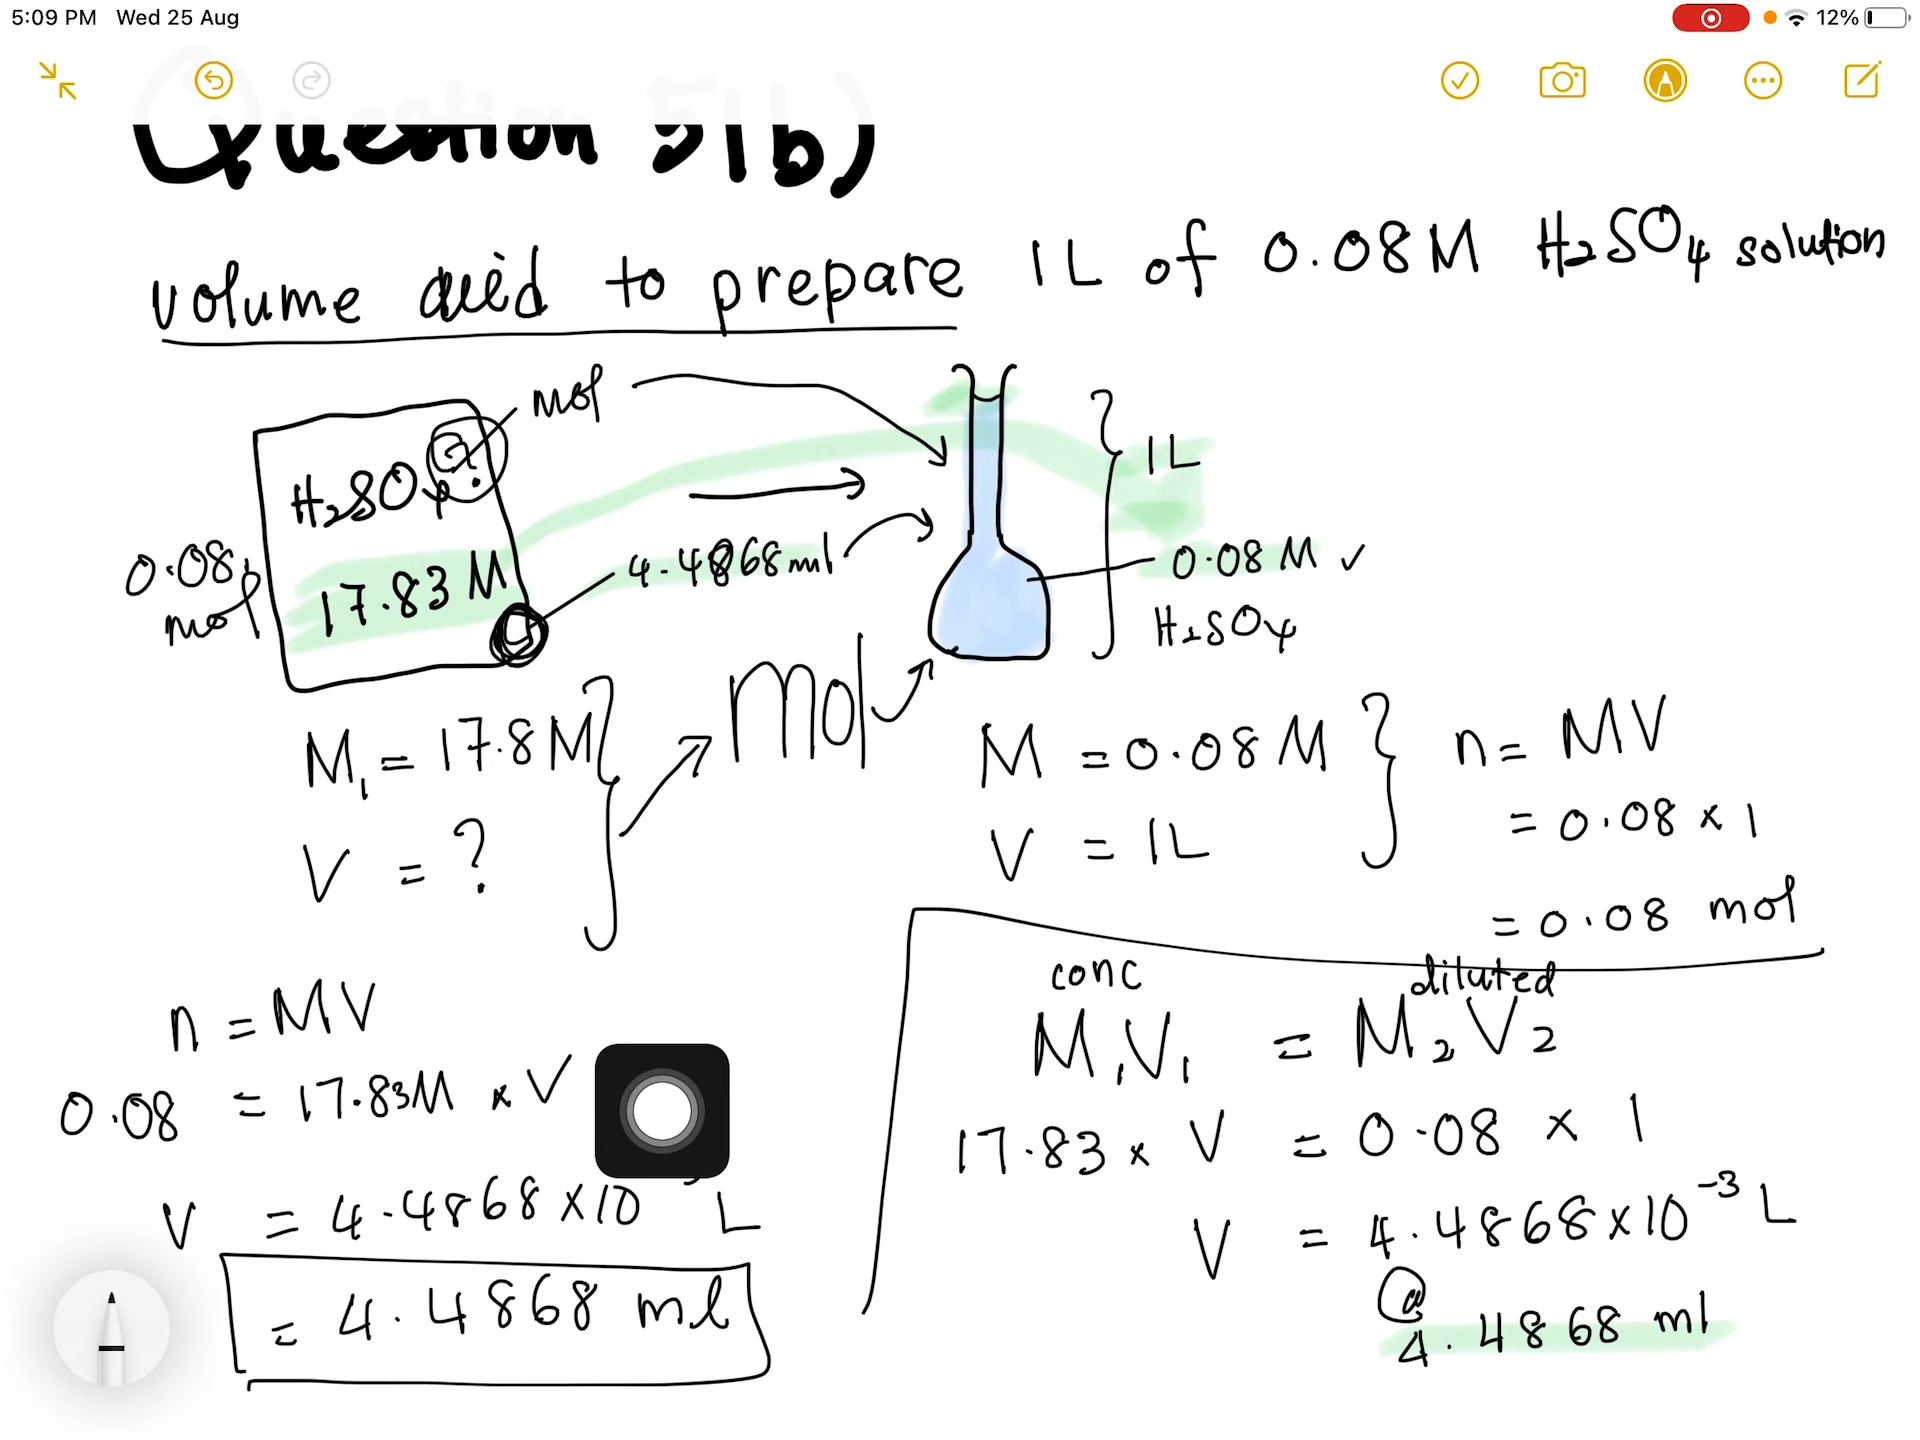 5:09 PM Wed 25 Aug
12%
Question 5(b)
volume acid to prepare 1L of 0.08M H₂SO₄ solution
mol
H₂SO₄
?
17.83 M
0.08
mol
4.4868 ml
1L
0.08 M ✓
H₂SO₄
mol
M₁ = 17.8 M
V = ?
M = 0.08 M
V = 1L
n = MV
= 0.08 × 1
= 0.08 mol
n = MV
0.08 = 17.83M × V
V = 4.4868 × 10 L
= 4.4868 ml
conc diluted
M₁V₁ = M₂V₂
17.83 × V = 0.08 × 1
V = 4.4868 × 10⁻³ L
@
4.4868 ml